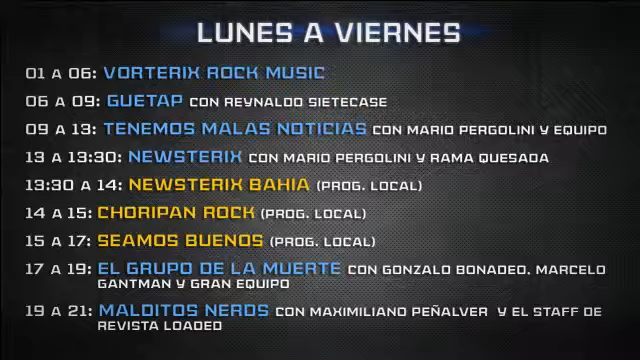 LUNES A VIERNES
01 A 06: VORTERIX ROCK MUSIC
06 A 09: GUETAP CON REYNALDO SIETECASE
09 A 13: TENEMOS MALAS NOTICIAS CON MARIO PERGOLINI Y EQUIPO
13 A 13:30: NEWSTERIX CON MARIO PERGOLINI Y RAMA QUESADA
13:30 A 14: NEWSTERIX BAHIA (PROG. LOCAL)
14 A 15: CHORIPAN ROCK (PROG. LOCAL)
15 A 17: SEAMOS BUENOS (PROG. LOCAL)
17 A 19: EL GRUPO DE LA MUERTE CON GONZALO BONADEO, MARCELO
GANTMAN Y GRAN EQUIPO
19 A 21: MALDITOS NERDS CON MAXIMILIANO PEÑALVER Y EL STAFF DE
REVISTA LOADED